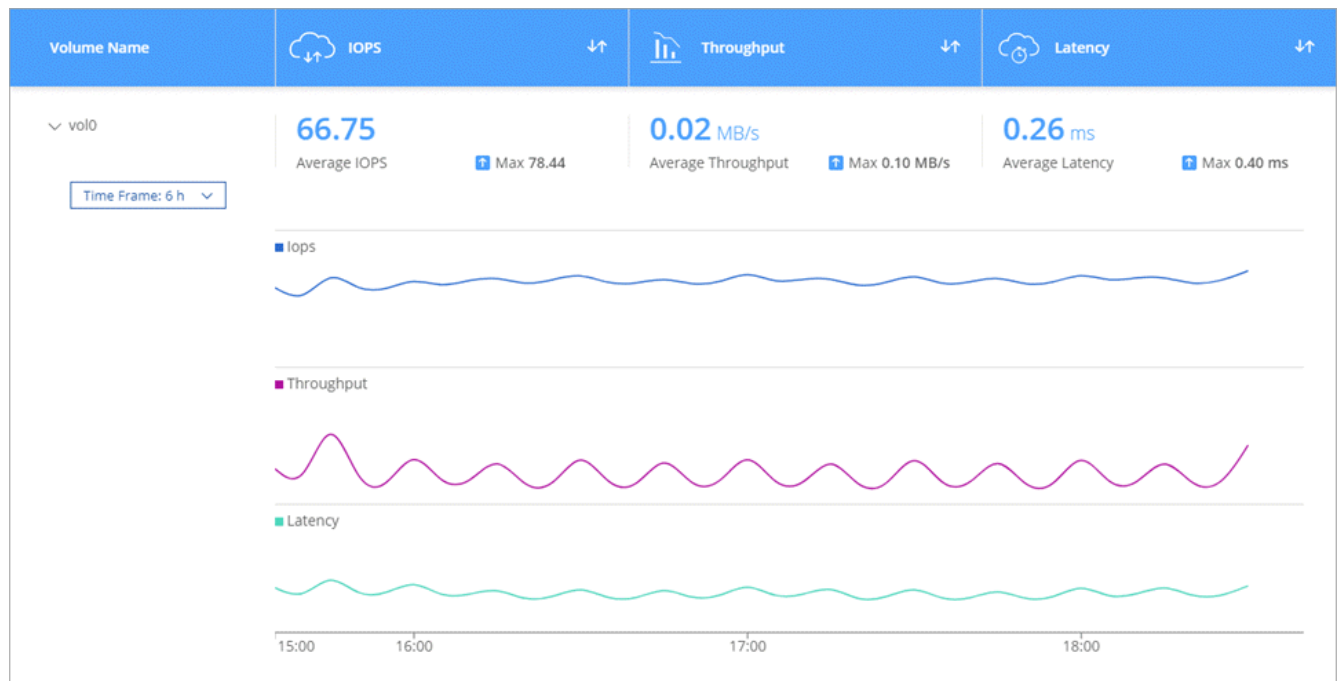 Volume Name IOPS Throughput Latency
vol0 66.75 0.02 MB/s 0.26 ms
Average IOPS Max 78.44 Average Throughput Max 0.10 MB/s Average Latency Max 0.40 ms
Time Frame: 6 h
Iops
Throughput
Latency
15:00 16:00 17:00 18:00